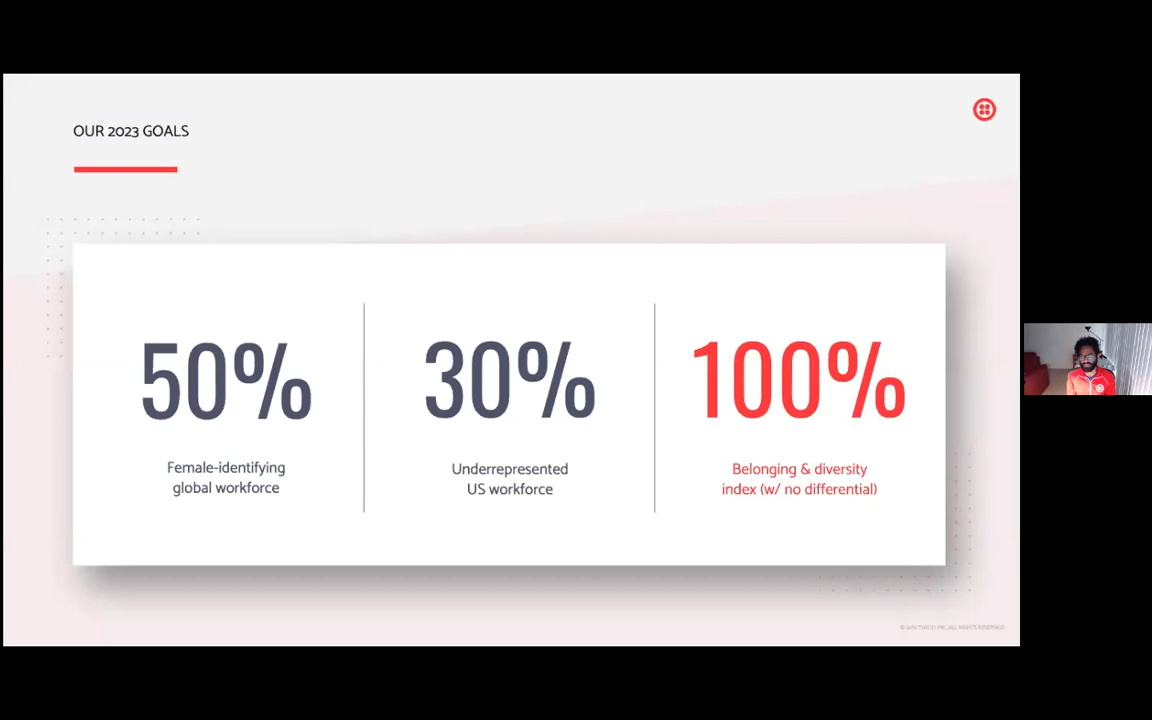 OUR 2023 GOALS
50%
30%
100%
Female-identifying
global workforce
Underrepresented
US workforce
Belonging & diversity
index (w/ no differential)